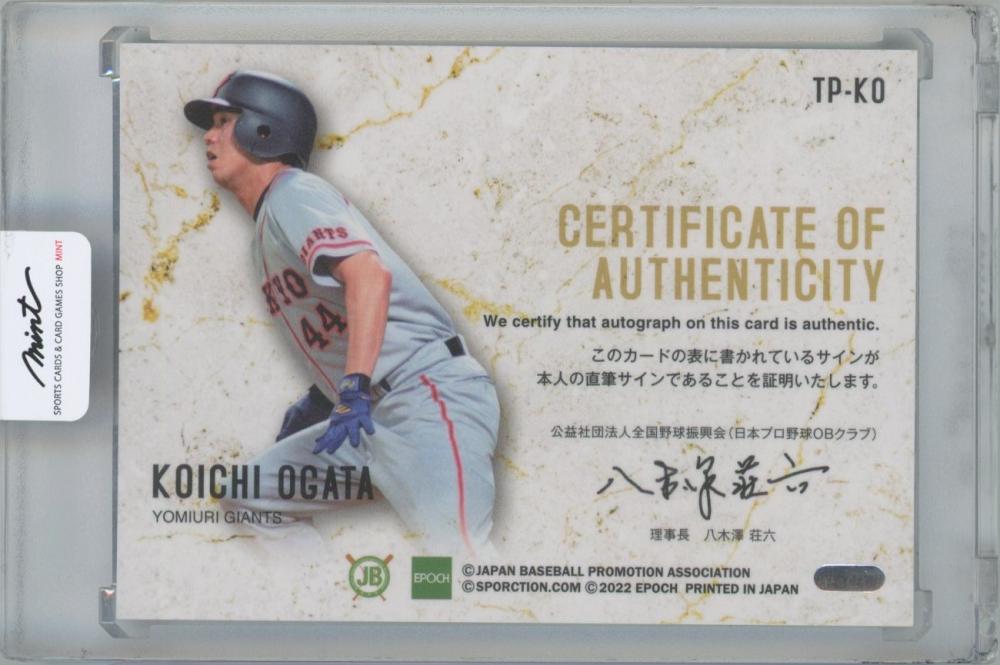 TP-KO
CERTIFICATE OF
AUTHENTICITY
We certify that autograph on this card is authentic.
このカードの表に書かれているサインが
本人の直筆サインであることを証明いたします。
公益社団法人全国野球振興会（日本プロ野球OBクラブ）
八木澤荘六
理事長 八木澤 荘六
KOICHI OGATA
YOMIURI GIANTS
GIANTS
KYO
44
JB
EPOCH
©JAPAN BASEBALL PROMOTION ASSOCIATION
©SPORCTION.COM ©2022 EPOCH PRINTED IN JAPAN
mint
SPORTS CARDS & CARD GAMES SHOP MINT